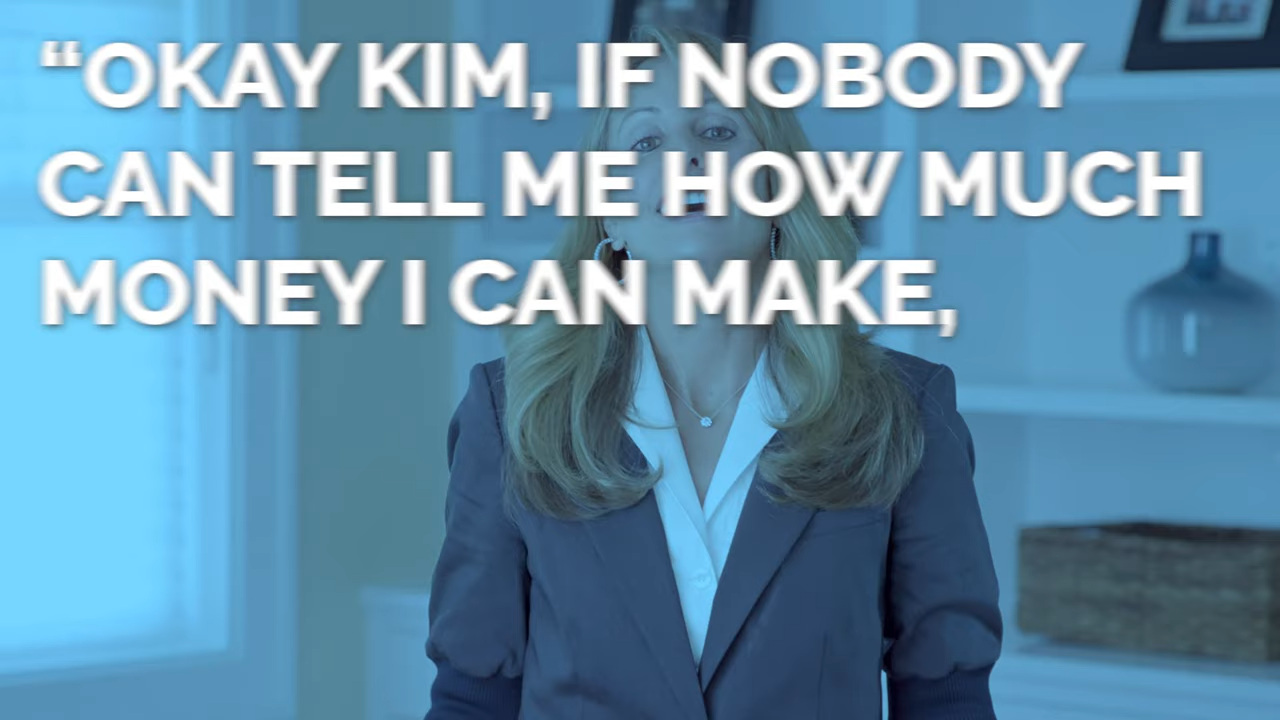 “OKAY KIM, IF NOBODY
CAN TELL ME HOW MUCH
MONEY I CAN MAKE,